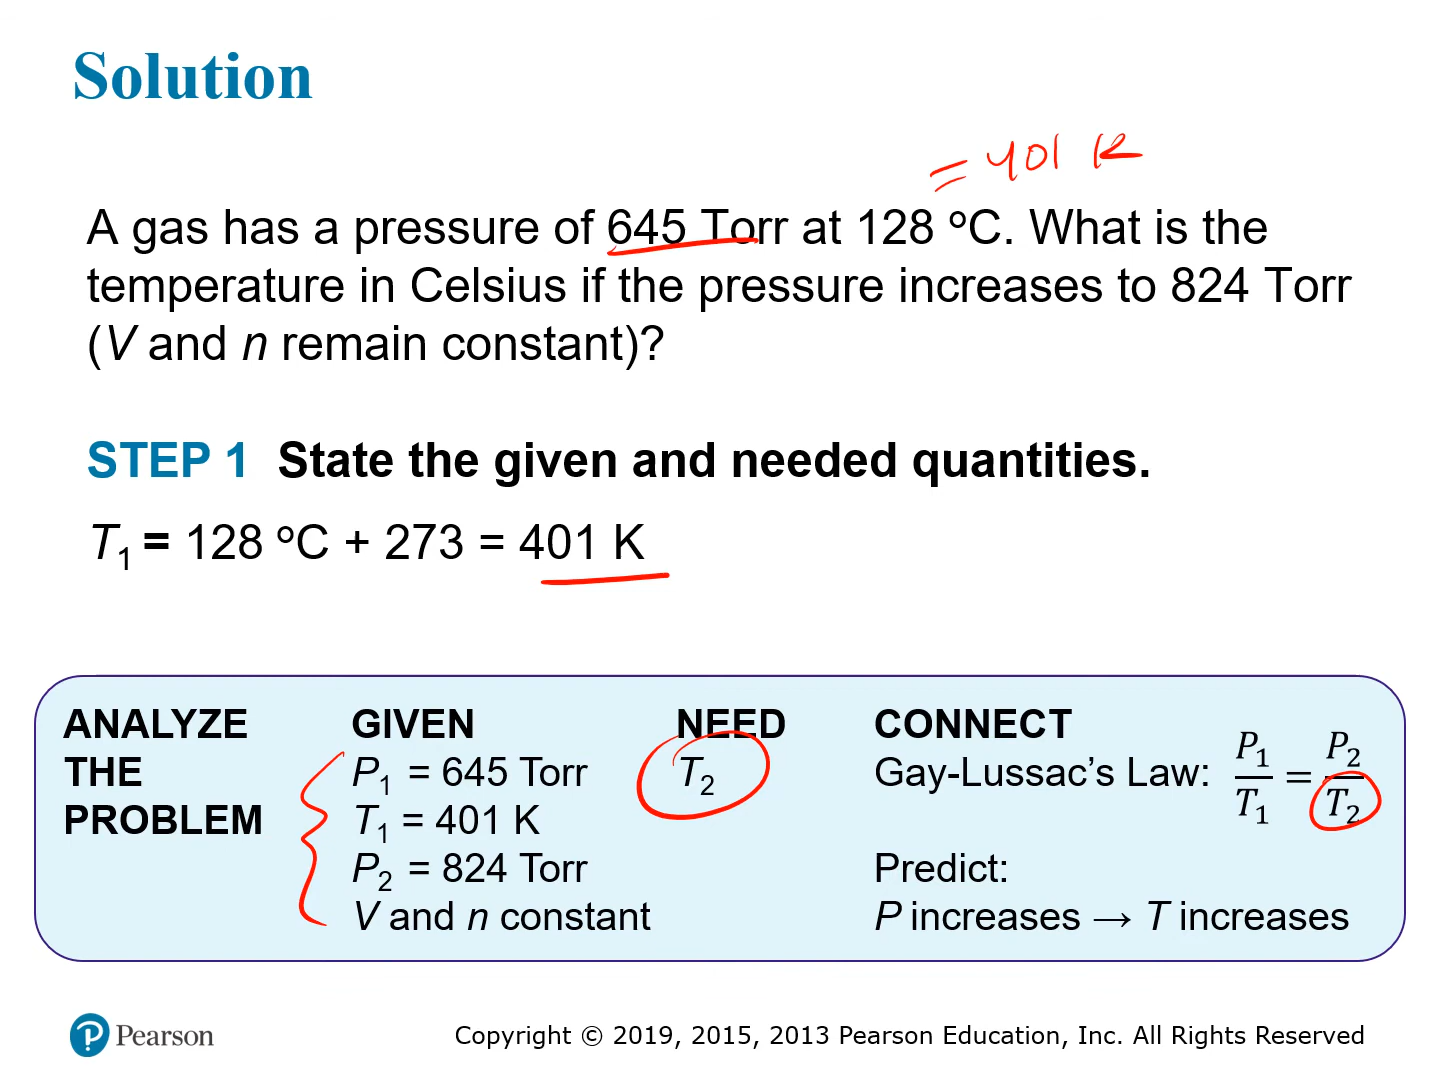 Solution
= 401 K
A gas has a pressure of 645 Torr at 128 °C. What is the
temperature in Celsius if the pressure increases to 824 Torr
(V and n remain constant)?
STEP 1 State the given and needed quantities.
T₁ = 128 °C + 273 = 401 K
ANALYZE THE PROBLEM
GIVEN
P₁ = 645 Torr
T₁ = 401 K
P₂ = 824 Torr
V and n constant
NEED
T₂
CONNECT
Gay-Lussac’s Law: P₁/T₁ = P₂/T₂
Predict:
P increases → T increases
Pearson
Copyright © 2019, 2015, 2013 Pearson Education, Inc. All Rights Reserved